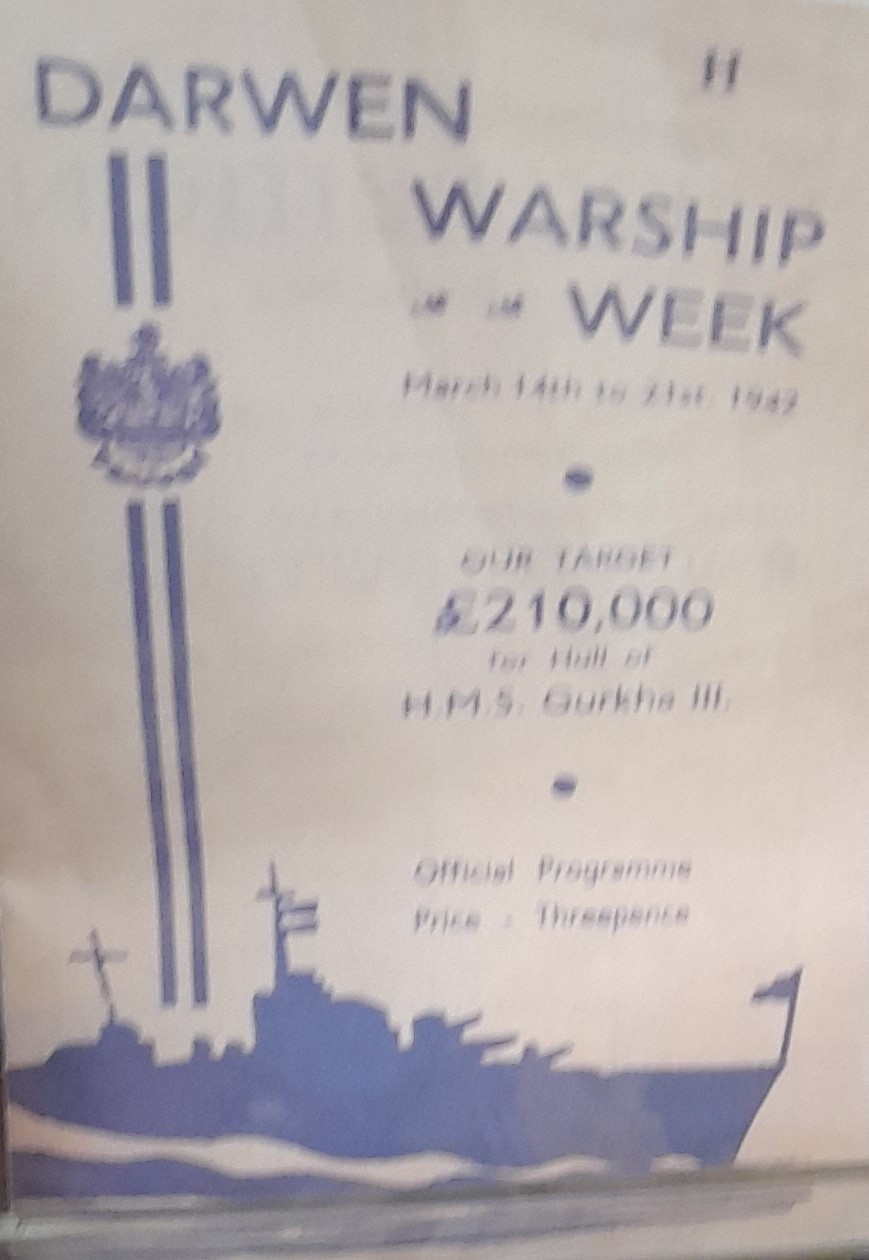 DARWEN
WARSHIP
WEEK
March 14th to 21st, 1942
OUR TARGET
£210,000
for Hull of
H.M.S. Gurkha III.
Official Programme
Price - Threepence